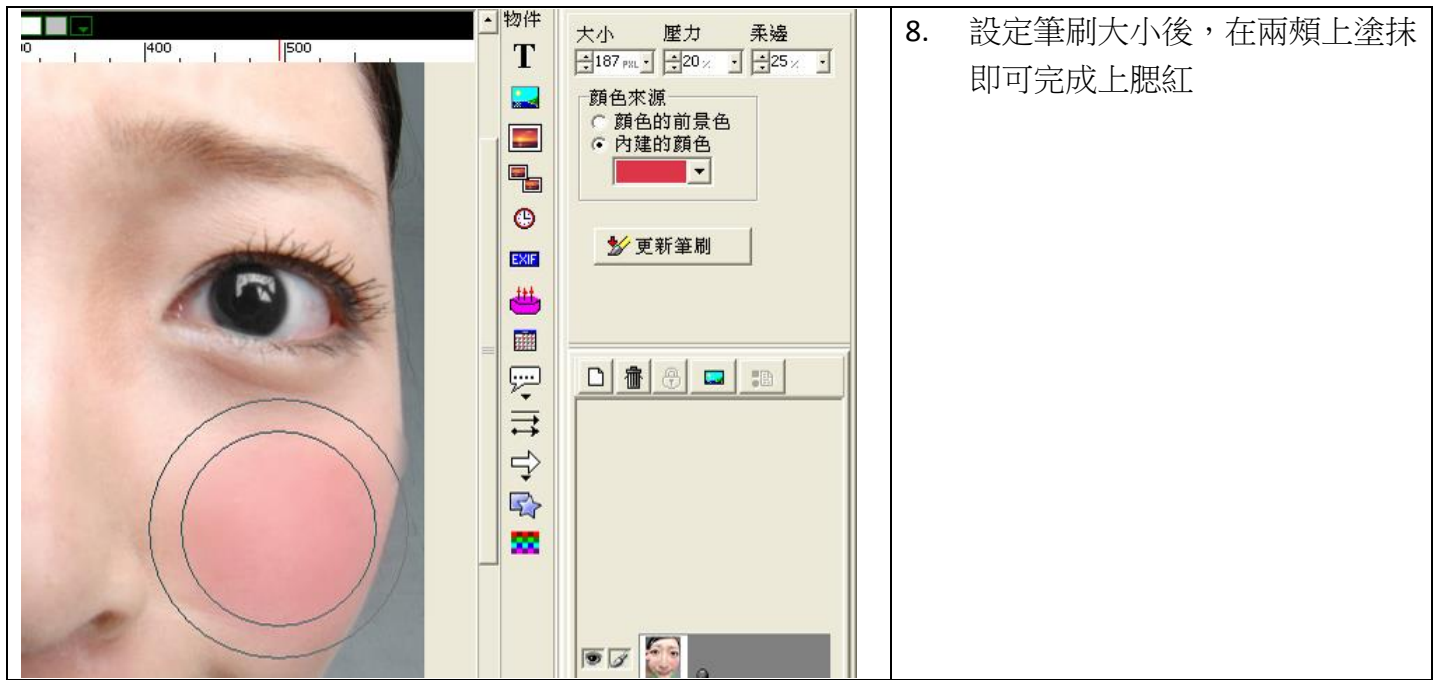 物件
400
500
T
EXIF
大小 壓力 柔邊
187 PXL 20% 25%
顏色來源
顏色的前景色
內建的顏色
更新筆刷
8. 設定筆刷大小後，在兩頰上塗抹
即可完成上腮紅